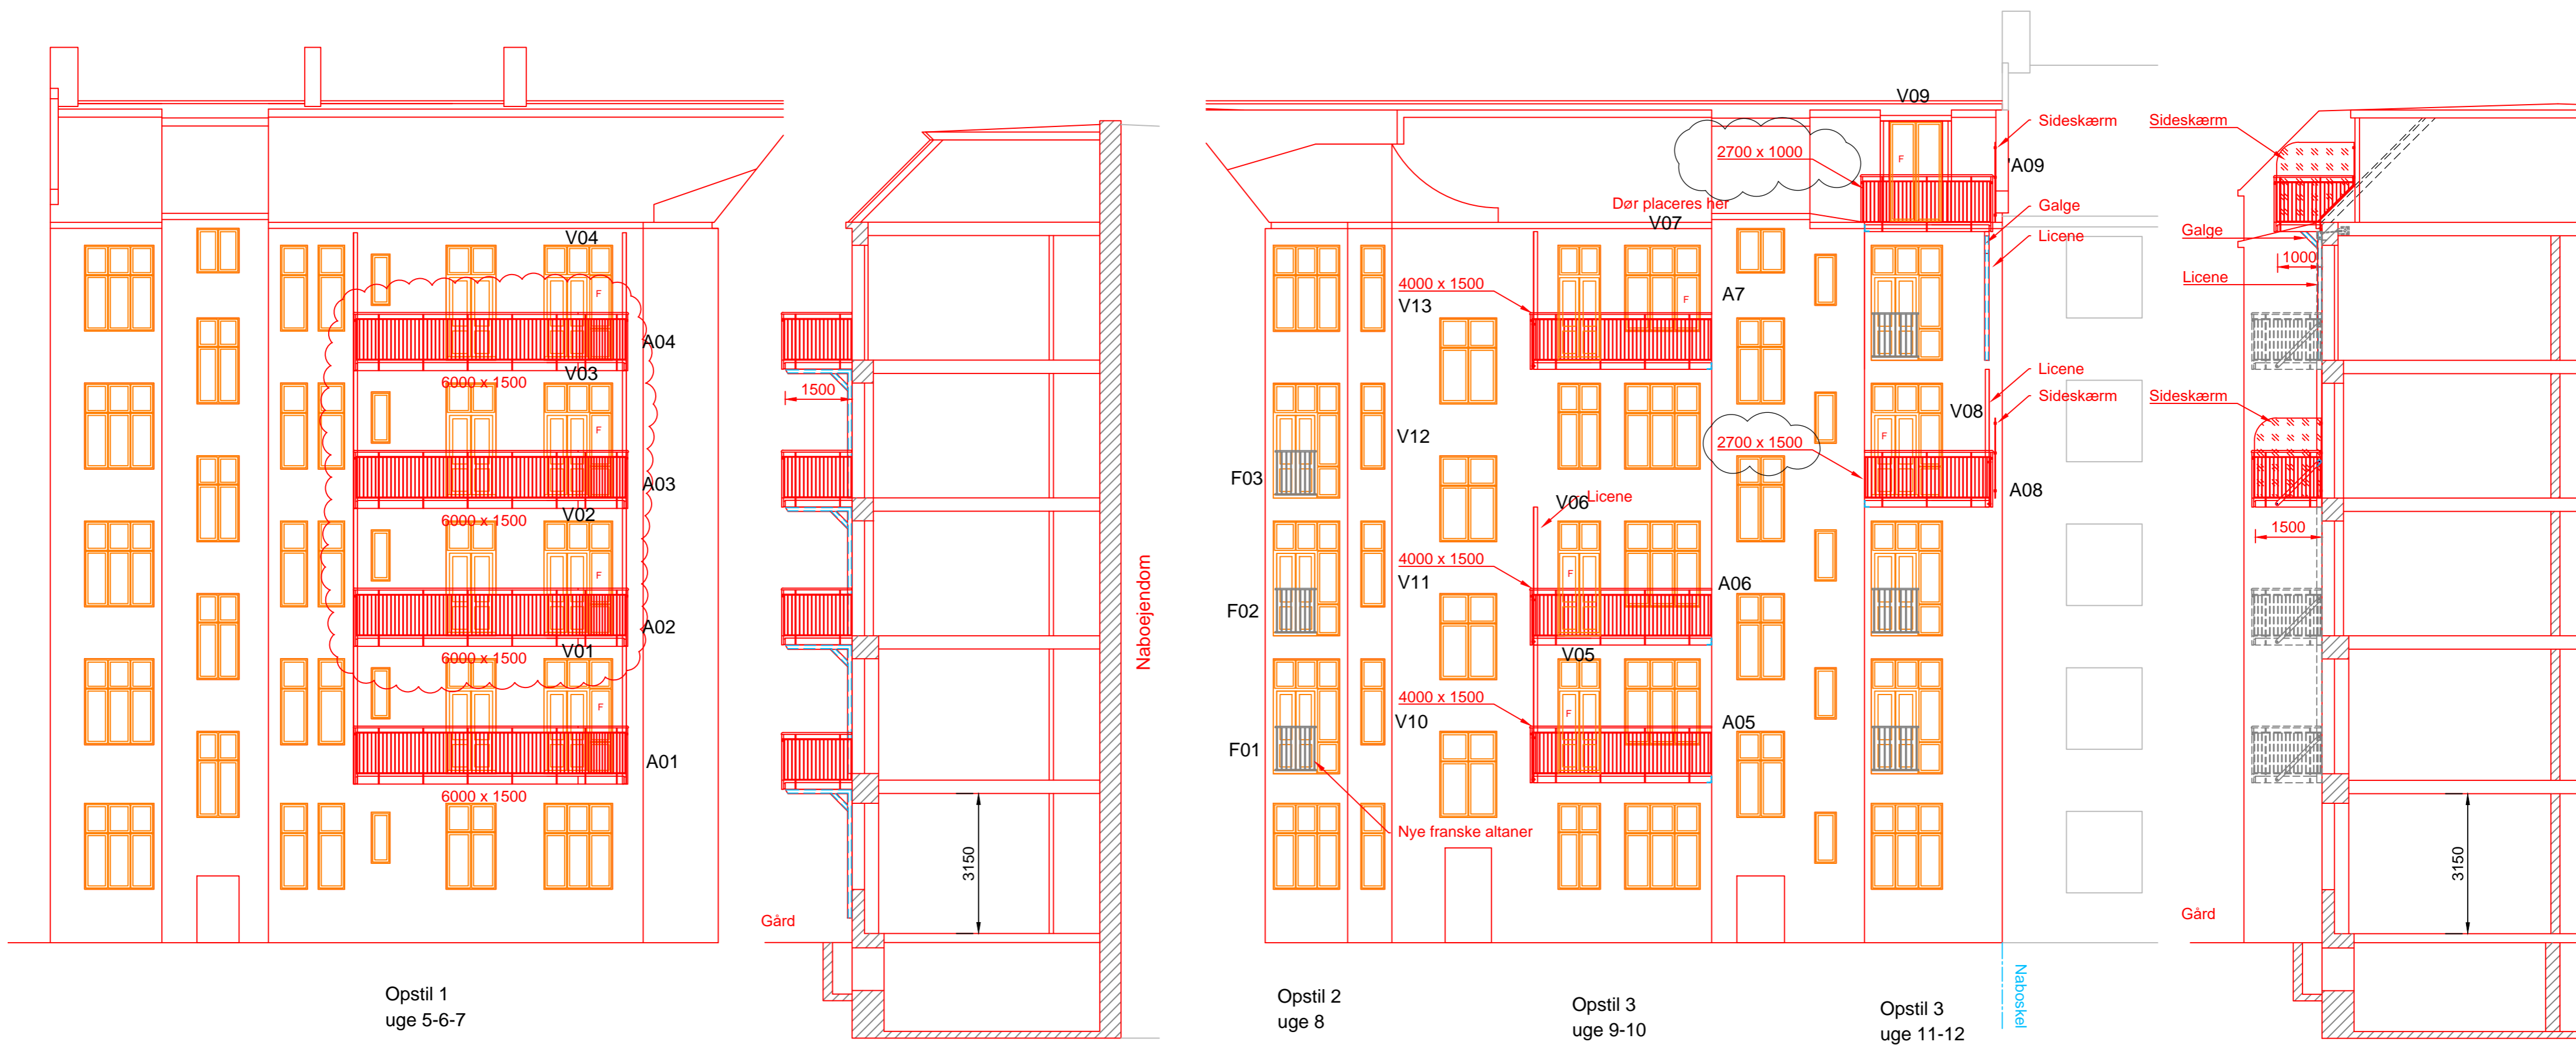 V04
F
A04
6000 x 1500
V03
F
A03
6000 x 1500
V02
F
A02
6000 x 1500
V01
F
A01
6000 x 1500
Opstil 1
uge 5-6-7
1500
3150
Gård
Naboejendom
V09
Sideskærm
2700 x 1000
F
A09
Dør placeres her
V07
Galge
Licene
4000 x 1500
V13
F
A7
Licene
Sideskærm
V08
2700 x 1500
F
V12
F03
A08
V06
Licene
4000 x 1500
V11
F
A06
F02
V05
4000 x 1500
V10
F
A05
F01
Nye franske altaner
Opstil 2
uge 8
Opstil 3
uge 9-10
Opstil 3
uge 11-12
Naboskel
Sideskærm
Galge
1000
Licene
Sideskærm
1500
3150
Gård